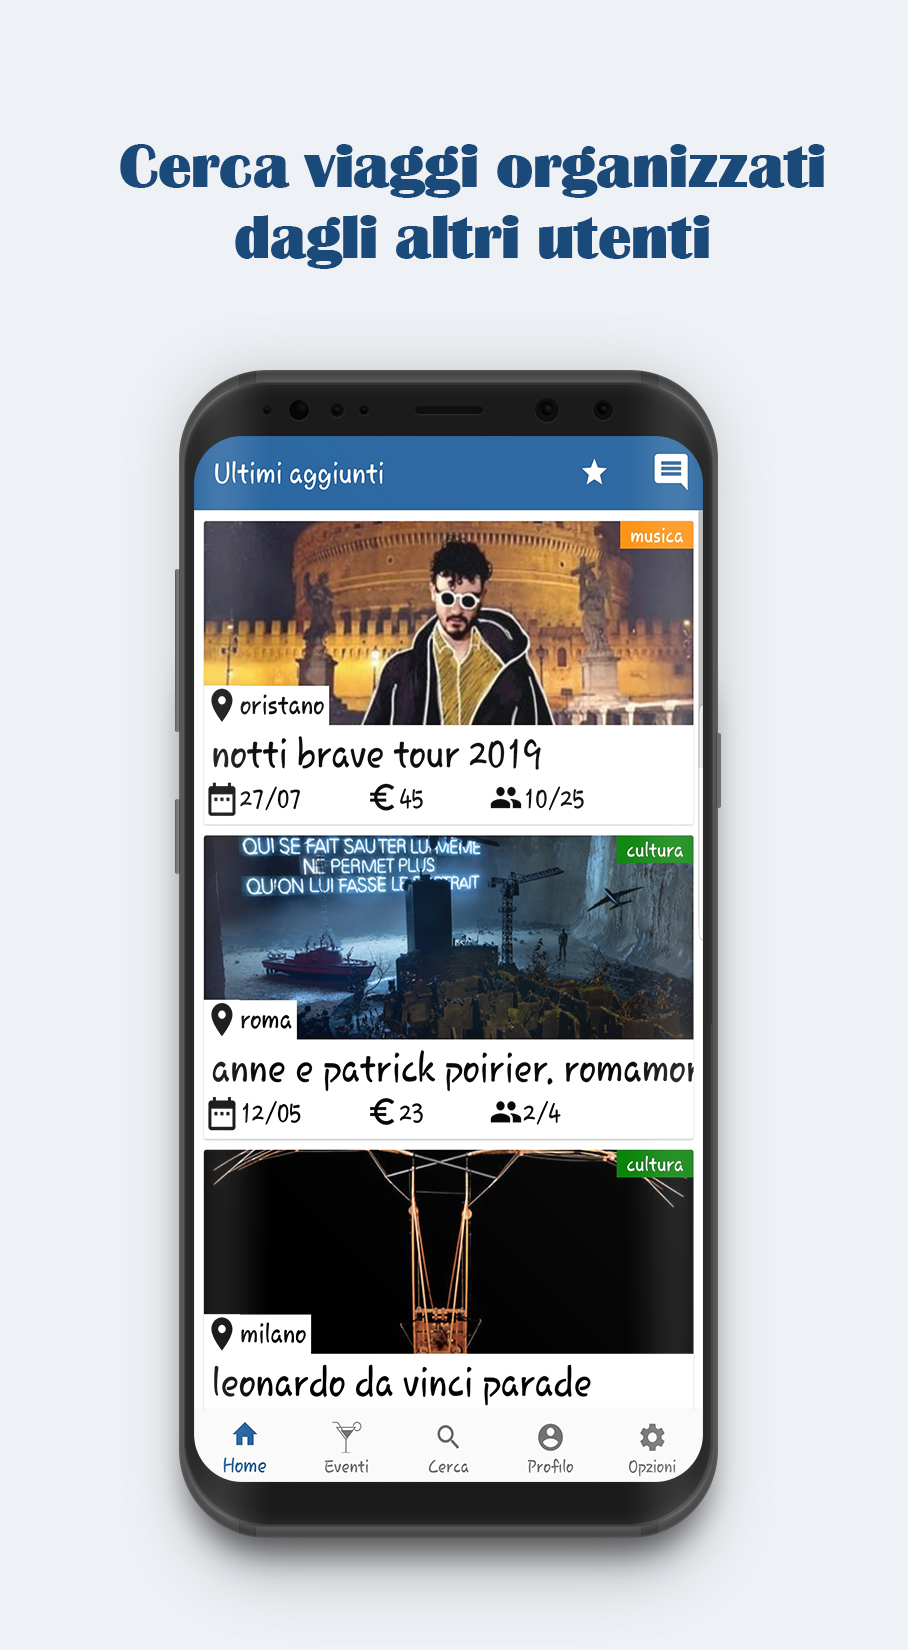 Cerca viaggi organizzati
dagli altri utenti
Ultimi aggiunti
musica
oristano
notti brave tour 2019
27/07 €45 10/25
QUI SE FAIT SAUTER LUI-MÊME
NE PERMET PLUS
QU'ON LUI FASSE LE
cultura
roma
anne e patrick poirier. romamor
12/05 €23 2/4
cultura
milano
leonardo da vinci parade
Home Eventi Cerca Profilo Opzioni